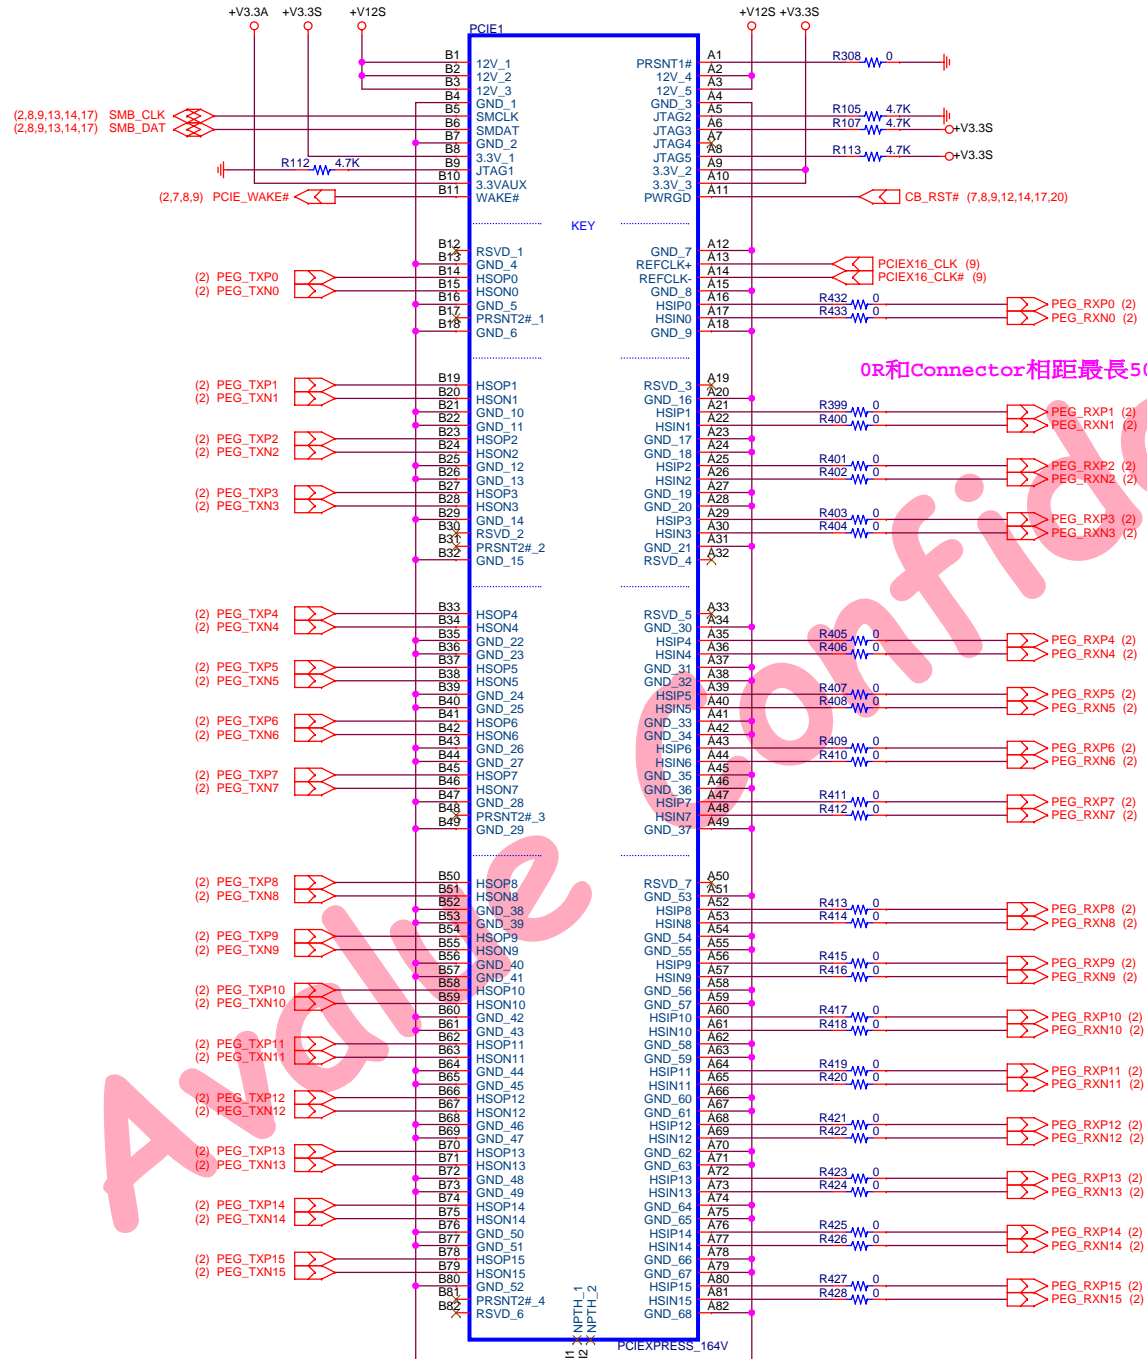 +V3.3A +V3.3S +V12S +V12S +V3.3S
PCIE1
B1 12V_1 PRSNT1# A1 R308 0
B2 12V_2 12V_4 A2
B3 12V_3 12V_5 A3
B4 GND_1 GND_3 A4
(2,8,9,13,14,17) SMB_CLK B5 SMCLK JTAG2 A5 R105 4.7K
(2,8,9,13,14,17) SMB_DAT B6 SMDAT JTAG3 A6 R107 4.7K +V3.3S
B7 GND_2 JTAG4 A7
B8 3.3V_1 JTAG5 A8 R113 4.7K +V3.3S
R112 4.7K B9 JTAG1 3.3V_2 A9
B10 3.3VAUX 3.3V_3 A10
(2,7,8,9) PCIE_WAKE# B11 WAKE# PWRGD A11 CB_RST# (7,8,9,12,14,17,20)
KEY
B12 RSVD_1 GND_7 A12
B13 GND_4 REFCLK+ A13 PCIEX16_CLK (9)
(2) PEG_TXP0 B14 HSOP0 REFCLK- A14 PCIEX16_CLK# (9)
(2) PEG_TXN0 B15 HSON0 GND_8 A15
B16 GND_5 HSIP0 A16 R432 0 PEG_RXP0 (2)
B17 PRSNT2#_1 HSIN0 A17 R433 0 PEG_RXN0 (2)
B18 GND_6 GND_9 A18
0R和Connector相距最長50
(2) PEG_TXP1 B19 HSOP1 RSVD_3 A19
(2) PEG_TXN1 B20 HSON1 GND_16 A20
B21 GND_10 HSIP1 A21 R399 0 PEG_RXP1 (2)
B22 GND_11 HSIN1 A22 R400 0 PEG_RXN1 (2)
(2) PEG_TXP2 B23 HSOP2 GND_17 A23
(2) PEG_TXN2 B24 HSON2 GND_18 A24
B25 GND_12 HSIP2 A25 R401 0 PEG_RXP2 (2)
B26 GND_13 HSIN2 A26 R402 0 PEG_RXN2 (2)
(2) PEG_TXP3 B27 HSOP3 GND_19 A27
(2) PEG_TXN3 B28 HSON3 GND_20 A28
B29 GND_14 HSIP3 A29 R403 0 PEG_RXP3 (2)
B30 RSVD_2 HSIN3 A30 R404 0 PEG_RXN3 (2)
B31 PRSNT2#_2 GND_21 A31
B32 GND_15 RSVD_4 A32
(2) PEG_TXP4 B33 HSOP4 RSVD_5 A33
(2) PEG_TXN4 B34 HSON4 GND_30 A34
B35 GND_22 HSIP4 A35 R405 0 PEG_RXP4 (2)
B36 GND_23 HSIN4 A36 R406 0 PEG_RXN4 (2)
(2) PEG_TXP5 B37 HSOP5 GND_31 A37
(2) PEG_TXN5 B38 HSON5 GND_32 A38
B39 GND_24 HSIP5 A39 R407 0 PEG_RXP5 (2)
B40 GND_25 HSIN5 A40 R408 0 PEG_RXN5 (2)
(2) PEG_TXP6 B41 HSOP6 GND_33 A41
(2) PEG_TXN6 B42 HSON6 GND_34 A42
B43 GND_26 HSIP6 A43 R409 0 PEG_RXP6 (2)
B44 GND_27 HSIN6 A44 R410 0 PEG_RXN6 (2)
(2) PEG_TXP7 B45 HSOP7 GND_35 A45
(2) PEG_TXN7 B46 HSON7 GND_36 A46
B47 GND_28 HSIP7 A47 R411 0 PEG_RXP7 (2)
B48 PRSNT2#_3 HSIN7 A48 R412 0 PEG_RXN7 (2)
B49 GND_29 GND_37 A49
(2) PEG_TXP8 B50 HSOP8 RSVD_7 A50
(2) PEG_TXN8 B51 HSON8 GND_53 A51
B52 GND_38 HSIP8 A52 R413 0 PEG_RXP8 (2)
B53 GND_39 HSIN8 A53 R414 0 PEG_RXN8 (2)
(2) PEG_TXP9 B54 HSOP9 GND_54 A54
(2) PEG_TXN9 B55 HSON9 GND_55 A55
B56 GND_40 HSIP9 A56 R415 0 PEG_RXP9 (2)
B57 GND_41 HSIN9 A57 R416 0 PEG_RXN9 (2)
(2) PEG_TXP10 B58 HSOP10 GND_56 A58
(2) PEG_TXN10 B59 HSON10 GND_57 A59
B60 GND_42 HSIP10 A60 R417 0 PEG_RXP10 (2)
B61 GND_43 HSIN10 A61 R418 0 PEG_RXN10 (2)
(2) PEG_TXP11 B62 HSOP11 GND_58 A62
(2) PEG_TXN11 B63 HSON11 GND_59 A63
B64 GND_44 HSIP11 A64 R419 0 PEG_RXP11 (2)
B65 GND_45 HSIN11 A65 R420 0 PEG_RXN11 (2)
(2) PEG_TXP12 B66 HSOP12 GND_60 A66
(2) PEG_TXN12 B67 HSON12 GND_61 A67
B68 GND_46 HSIP12 A68 R421 0 PEG_RXP12 (2)
B69 GND_47 HSIN12 A69 R422 0 PEG_RXN12 (2)
(2) PEG_TXP13 B70 HSOP13 GND_62 A70
(2) PEG_TXN13 B71 HSON13 GND_63 A71
B72 GND_48 HSIP13 A72 R423 0 PEG_RXP13 (2)
B73 GND_49 HSIN13 A73 R424 0 PEG_RXN13 (2)
(2) PEG_TXP14 B74 HSOP14 GND_64 A74
(2) PEG_TXN14 B75 HSON14 GND_65 A75
B76 GND_50 HSIP14 A76 R425 0 PEG_RXP14 (2)
B77 GND_51 HSIN14 A77 R426 0 PEG_RXN14 (2)
(2) PEG_TXP15 B78 HSOP15 GND_66 A78
(2) PEG_TXN15 B79 HSON15 GND_67 A79
B80 GND_52 HSIP15 A80 R427 0 PEG_RXP15 (2)
B81 PRSNT2#_4 HSIN15 A81 R428 0 PEG_RXN15 (2)
B82 RSVD_6 GND_68 A82
NPTH_1 NPTH_2
I1 I2
PCIEXPRESS_164V
Avalue Confide